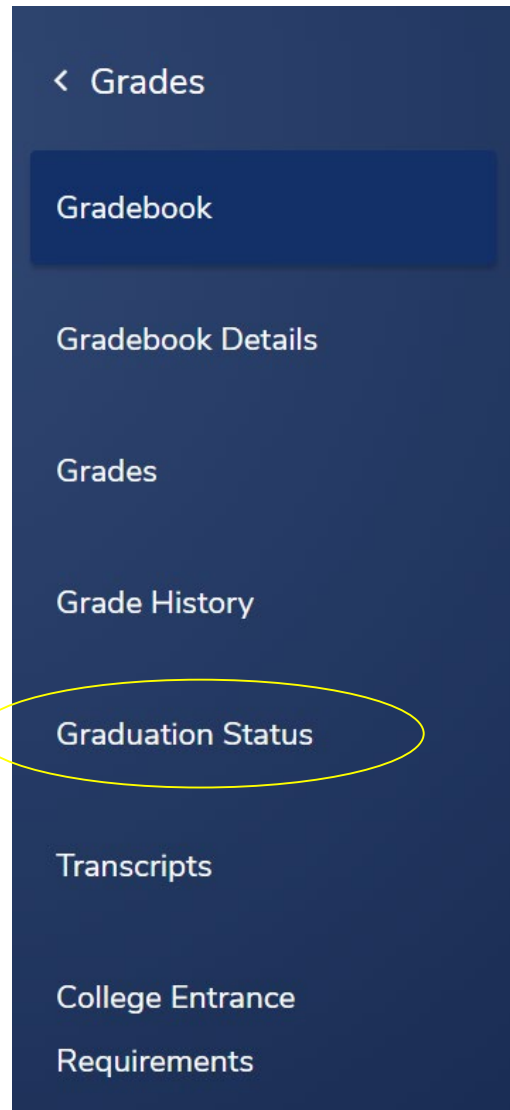 < Grades
Gradebook
Gradebook Details
Grades
Grade History
Graduation Status
Transcripts
College Entrance
Requirements